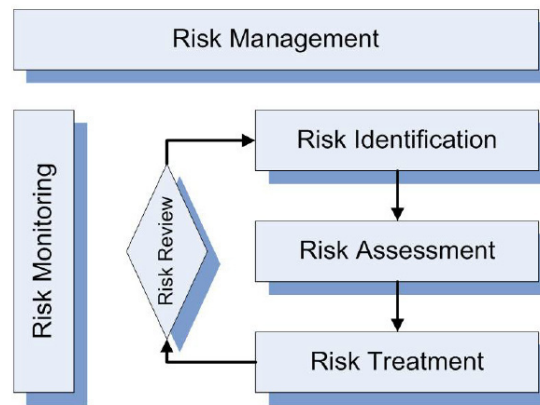 Risk Management
Risk Monitoring
Risk Review
Risk Identification
Risk Assessment
Risk Treatment